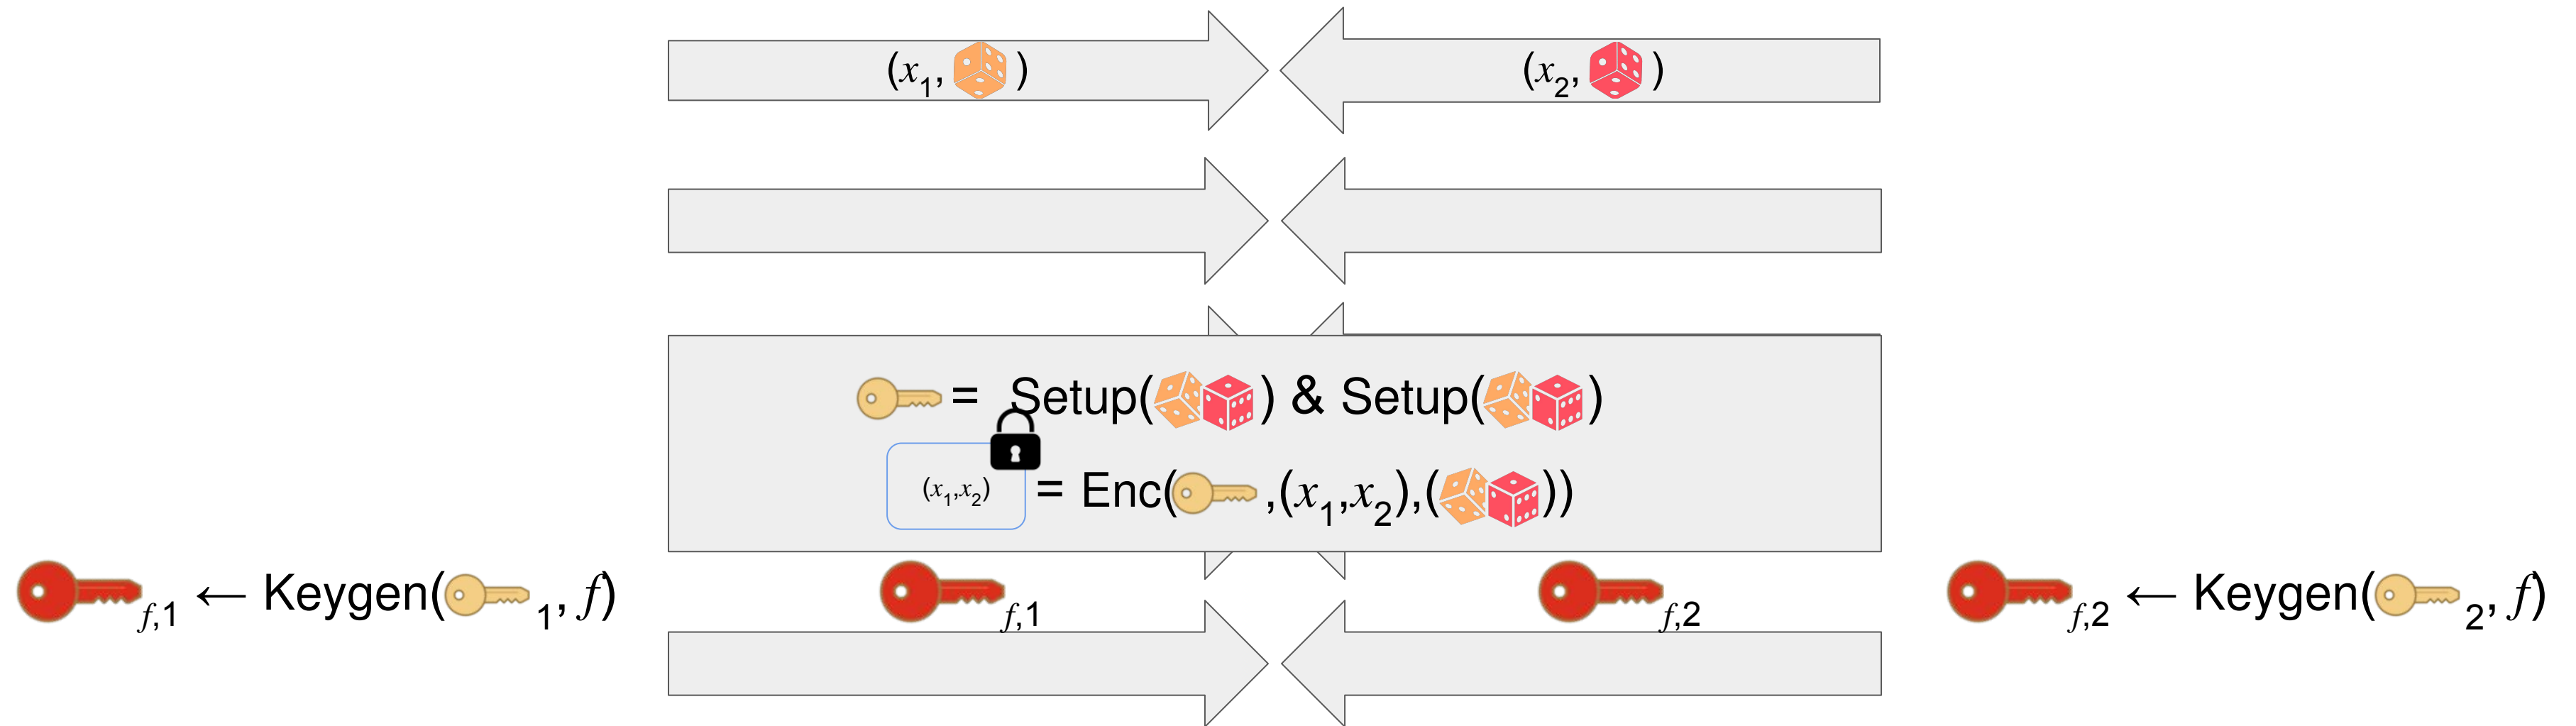 (x1, ) (x2, )
= Setup( ) & Setup( )
(x1,x2) = Enc( ,(x1,x2),( ))
f,1 ← Keygen( 1, f) f,1 f,2 f,2 ← Keygen( 2, f)